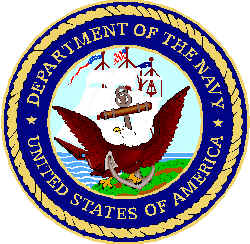 DEPARTMENT OF THE NAVY
UNITED STATES OF AMERICA